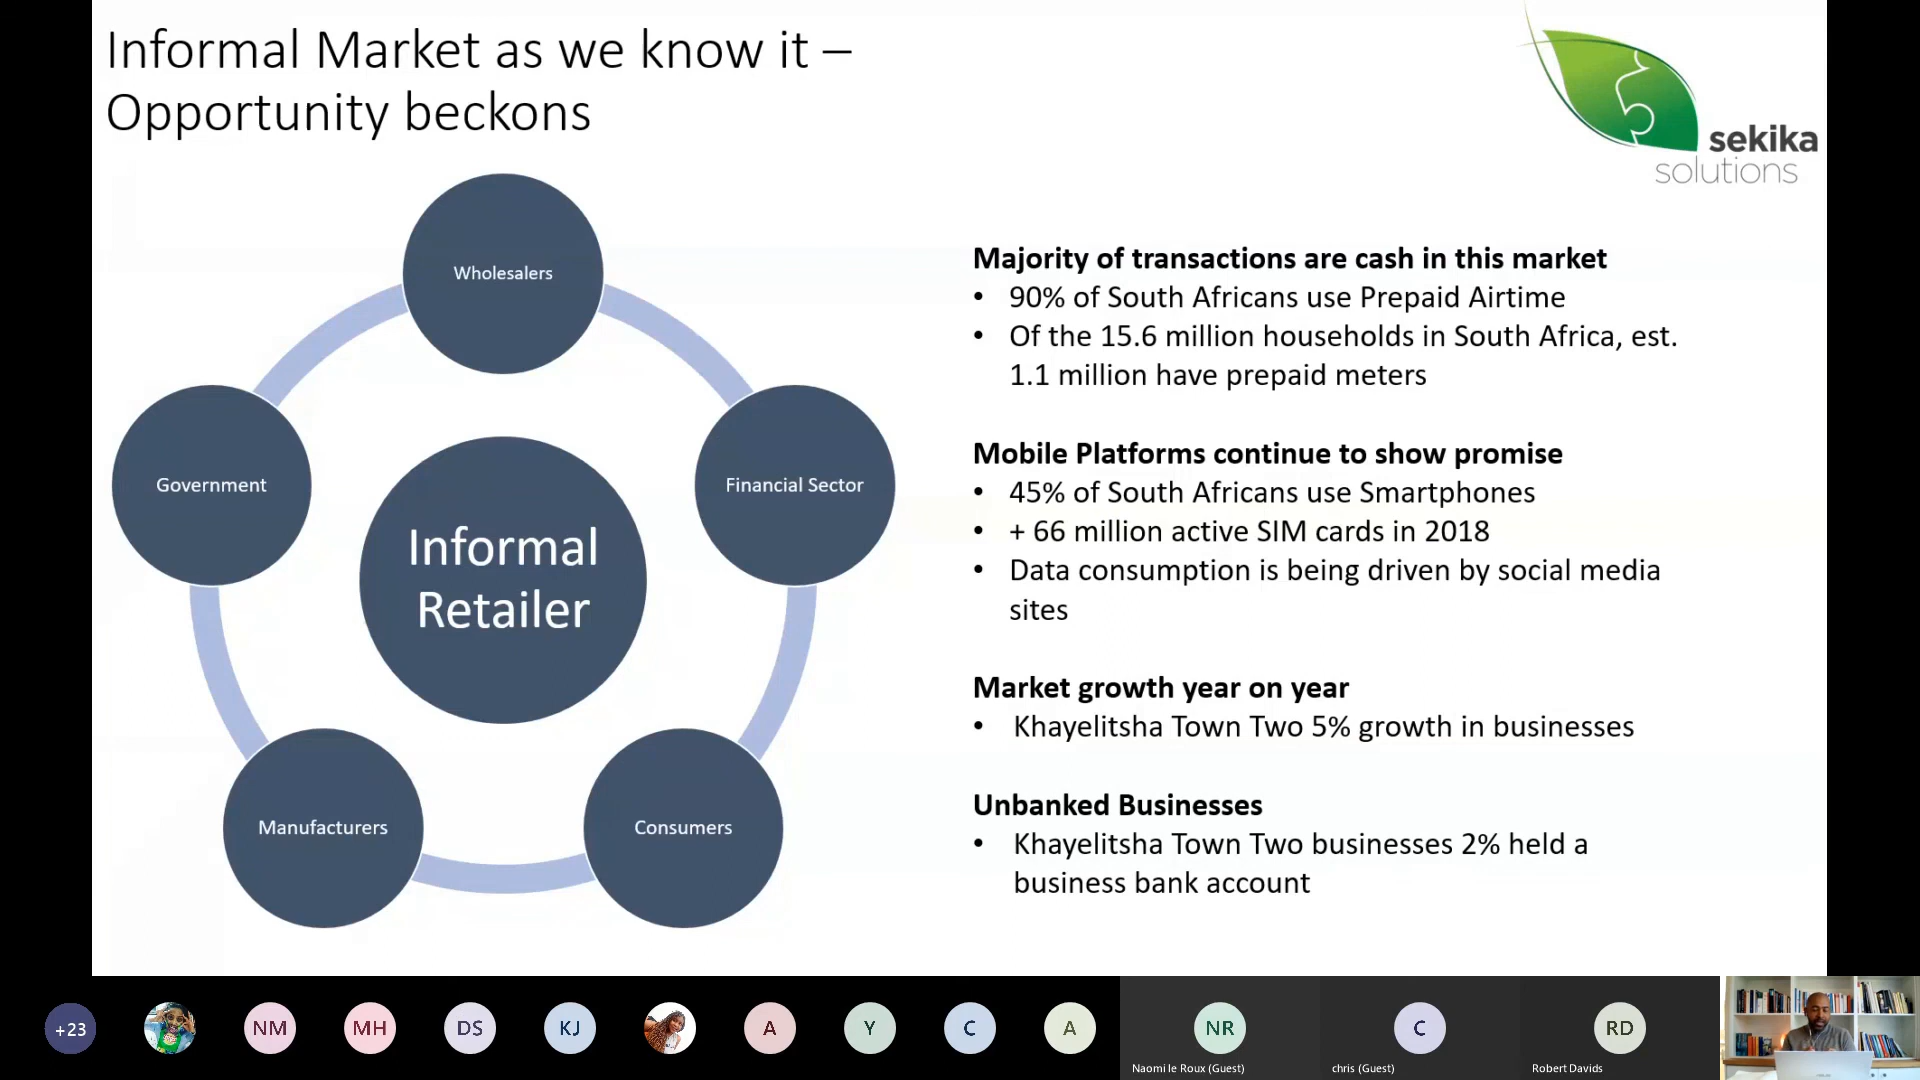 Informal Market as we know it –
Opportunity beckons
sekika
solutions
Wholesalers
Government
Financial Sector
Informal
Retailer
Manufacturers
Consumers
Majority of transactions are cash in this market
• 90% of South Africans use Prepaid Airtime
• Of the 15.6 million households in South Africa, est.
1.1 million have prepaid meters
Mobile Platforms continue to show promise
• 45% of South Africans use Smartphones
• + 66 million active SIM cards in 2018
• Data consumption is being driven by social media
sites
Market growth year on year
• Khayelitsha Town Two 5% growth in businesses
Unbanked Businesses
• Khayelitsha Town Two businesses 2% held a
business bank account
+23
NM
MH
DS
KJ
A
Y
C
A
NR
C
RD
Naomi le Roux (Guest)
chris (Guest)
Robert Davids